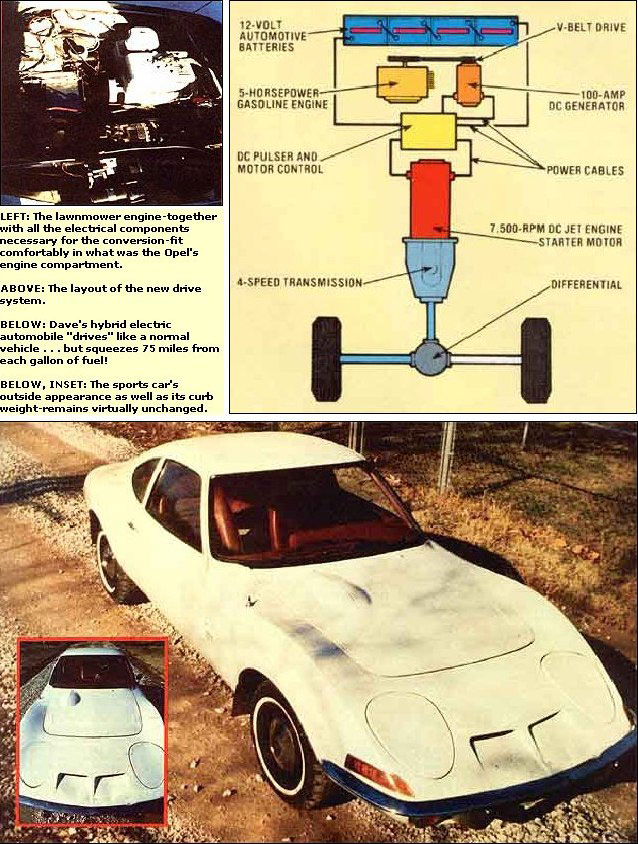 LEFT: The lawnmower engine-together
with all the electrical components
necessary for the conversion-fit
comfortably in what was the Opel's
engine compartment.
ABOVE: The layout of the new drive
system.
BELOW: Dave's hybrid electric
automobile "drives" like a normal
vehicle . . . but squeezes 75 miles from
each gallon of fuel!
BELOW, INSET: The sports car's
outside appearance as well as its curb
weight-remains virtually unchanged.
12-VOLT
AUTOMOTIVE
BATTERIES
V-BELT DRIVE
5-HORSEPOWER
GASOLINE ENGINE
100-AMP
DC GENERATOR
DC PULSER AND
MOTOR CONTROL
POWER CABLES
7,500-RPM DC JET ENGINE
STARTER MOTOR
4-SPEED TRANSMISSION
DIFFERENTIAL